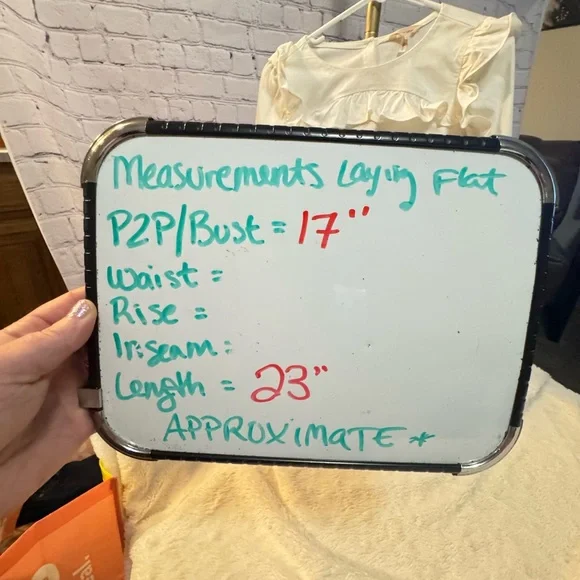 Measurements Laying Flat
P2P/Bust = 17"
Waist =
Rise =
Inseam =
Length = 23"
APPROXIMATE *